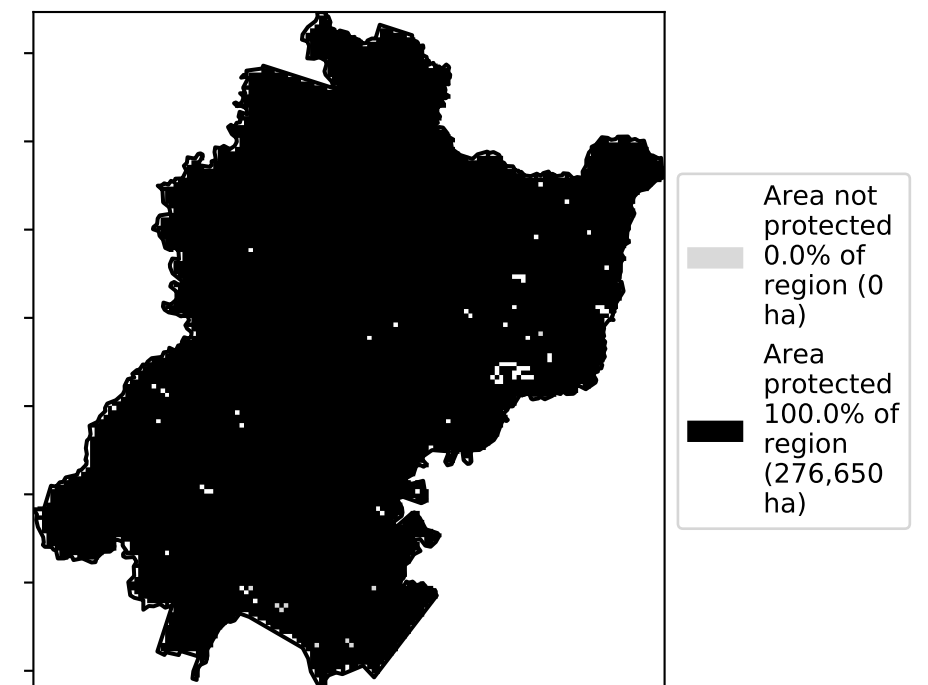 Area not
protected
0.0% of
region (0
ha)
Area
protected
100.0% of
region
(276,650
ha)